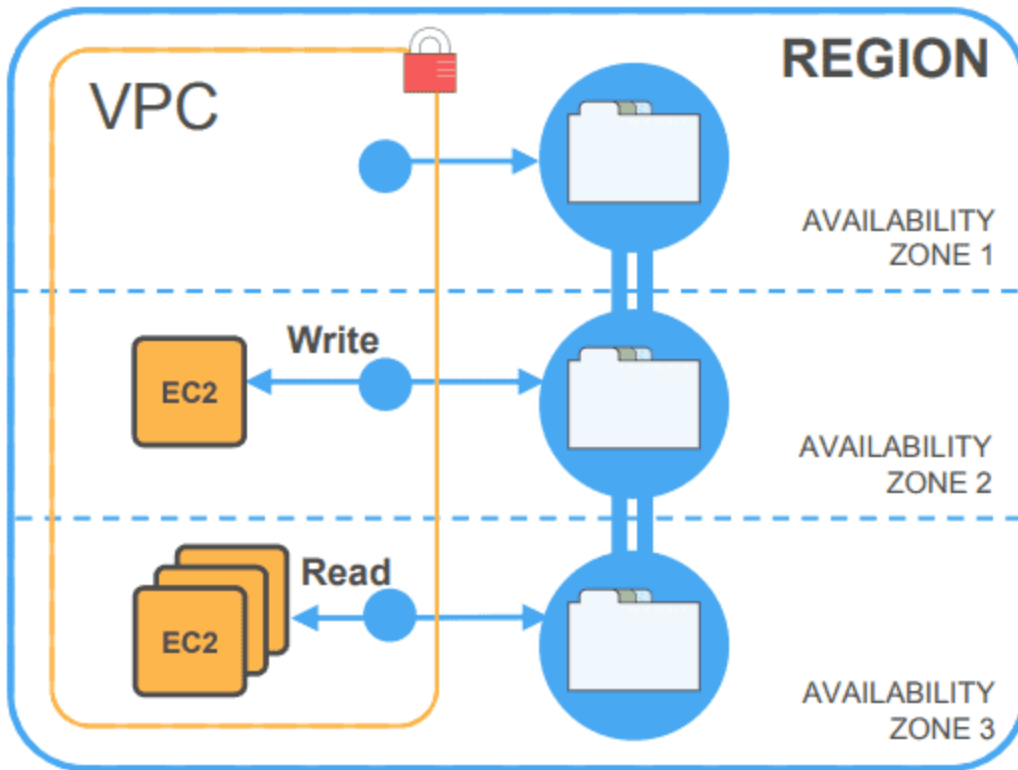 REGION
VPC
AVAILABILITY
ZONE 1
Write
EC2
AVAILABILITY
ZONE 2
Read
EC2
AVAILABILITY
ZONE 3